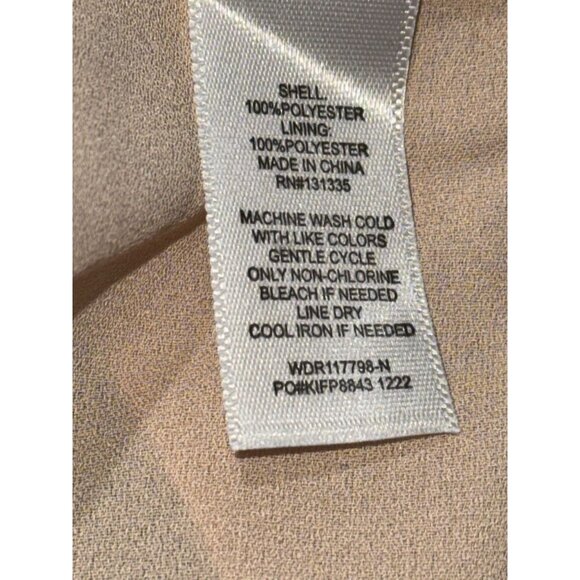 SHELL:
100%POLYESTER
LINING:
100%POLYESTER
MADE IN CHINA
RN#131335
MACHINE WASH COLD
WITH LIKE COLORS
GENTLE CYCLE
ONLY NON-CHLORINE
BLEACH IF NEEDED
LINE DRY
COOL IRON IF NEEDED
WDR117798-N
PO#KIFP8843 1222